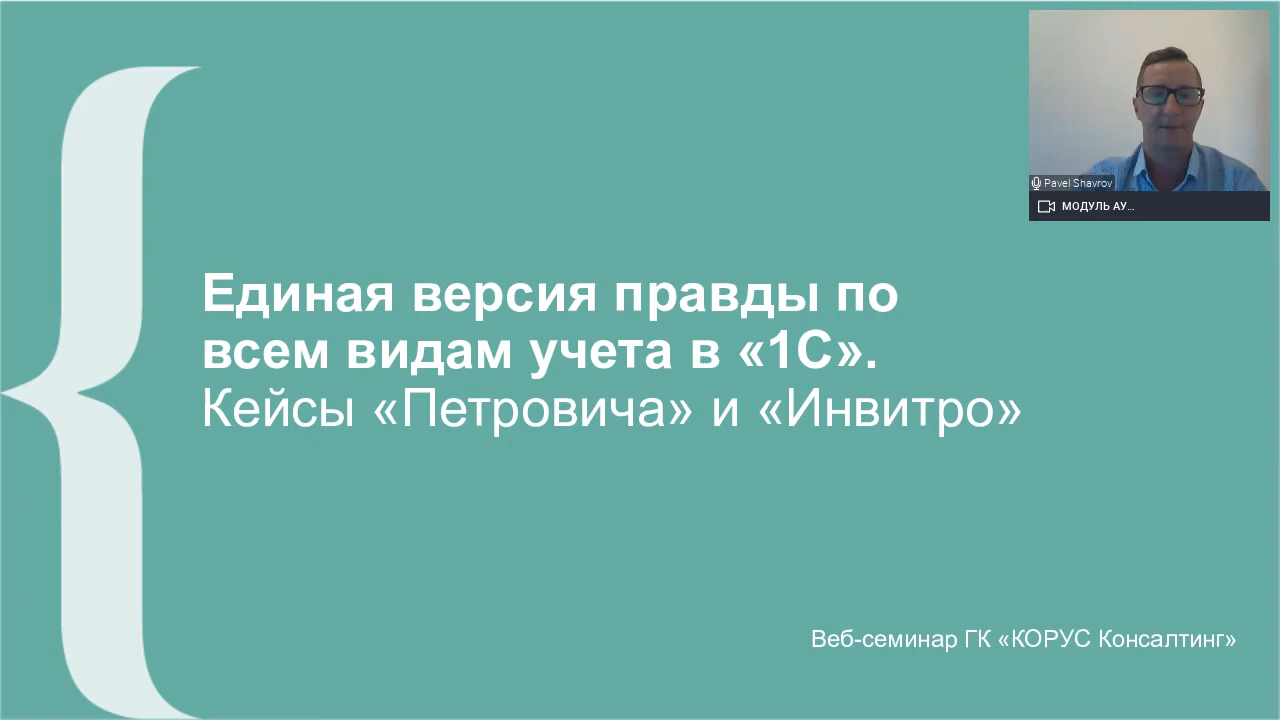 Pavel Shavrov
МОДУЛЬ АУ...
Единая версия правды по
всем видам учета в «1С».
Кейсы «Петровича» и «Инвитро»
Веб-семинар ГК «КОРУС Консалтинг»